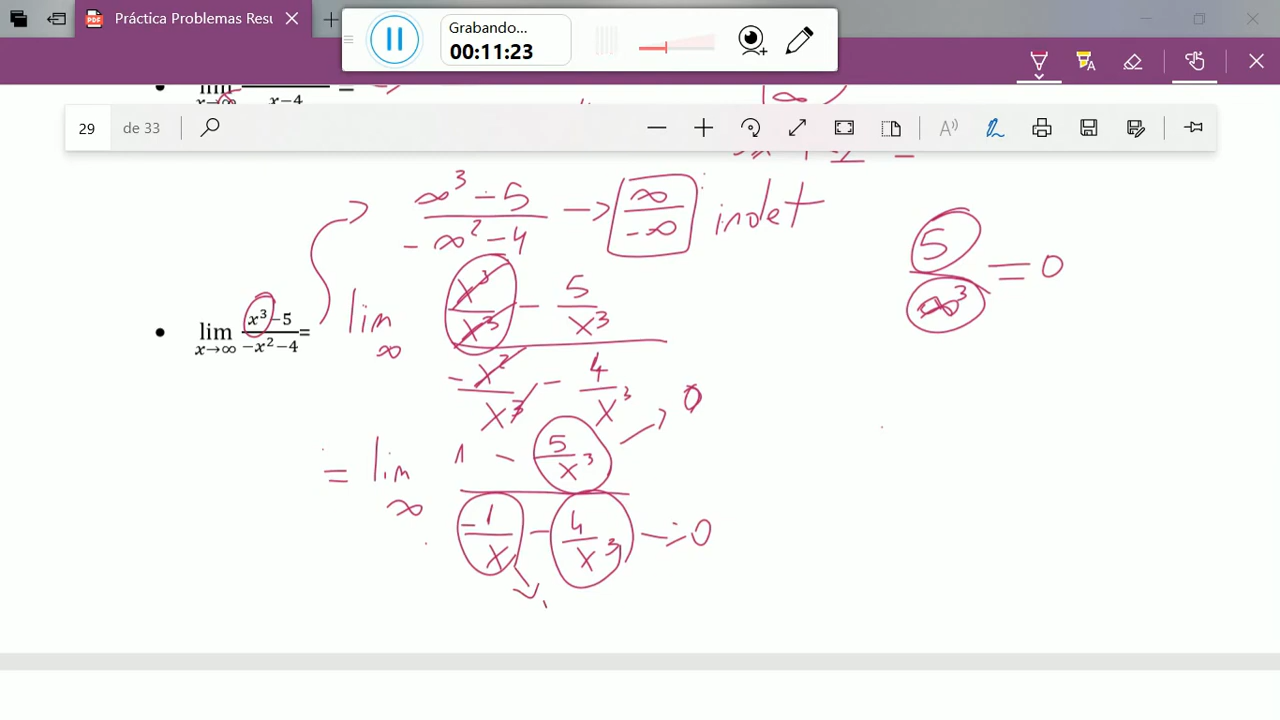 Práctica Problemas Resu
Grabando...
00:11:23
lim x→∞ x−4 =
29 de 33
∞³ − 5 / − ∞² − 4 → ∞ / −∞ indet
5 / ∞³ = 0
lim x→∞ x³−5 / −x²−4 =
lim ∞ x³/x³ − 5/x³
−x²/x³ − 4/x³
0
= lim ∞ 1 − 5/x³
−1/x − 4/x³ = 0